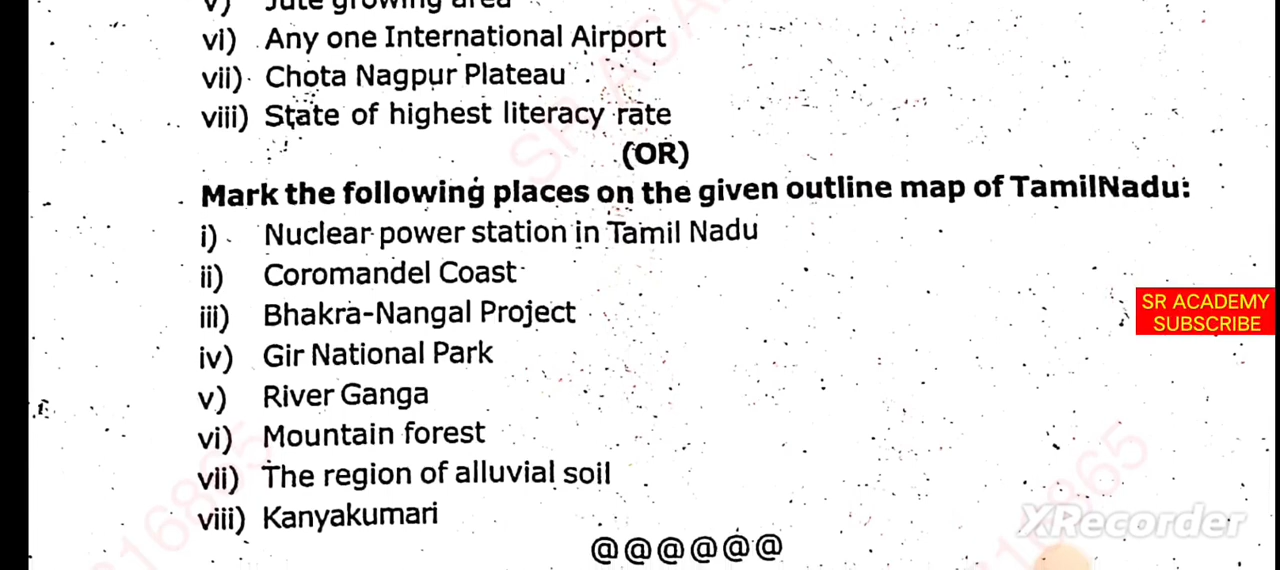 v) Jute growing area
vi) Any one International Airport
vii) Chota Nagpur Plateau
viii) State of highest literacy rate
(OR)
Mark the following places on the given outline map of TamilNadu:
i) Nuclear power station in Tamil Nadu
ii) Coromandel Coast
iii) Bhakra-Nangal Project
SR ACADEMY
SUBSCRIBE
iv) Gir National Park
v) River Ganga
vi) Mountain forest
vii) The region of alluvial soil
viii) Kanyakumari
XRecorder
@@@@@@